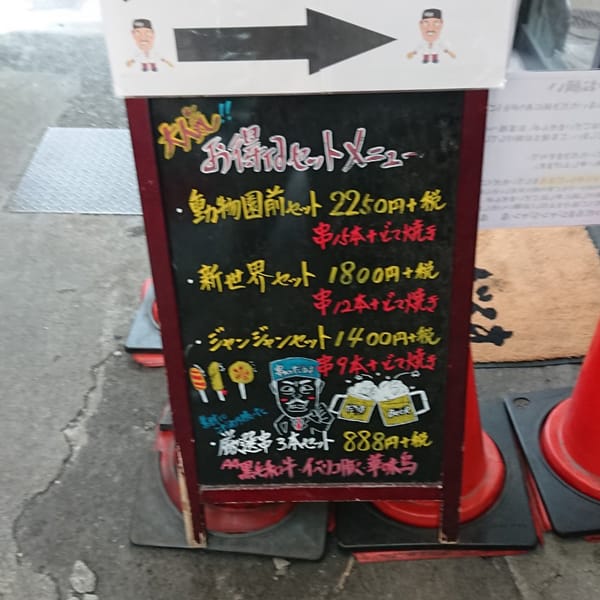 大人気!!
お得なセットメニュー
・動物園前セット 2250円+税
串15本+どて焼き
・新世界セット 1800円+税
串12本+どて焼き
・ジャンジャンセット 1400円+税
串9本+どて焼き
・厳選串3本セット 888円+税
黒毛和牛・イベリコ豚・華味鳥